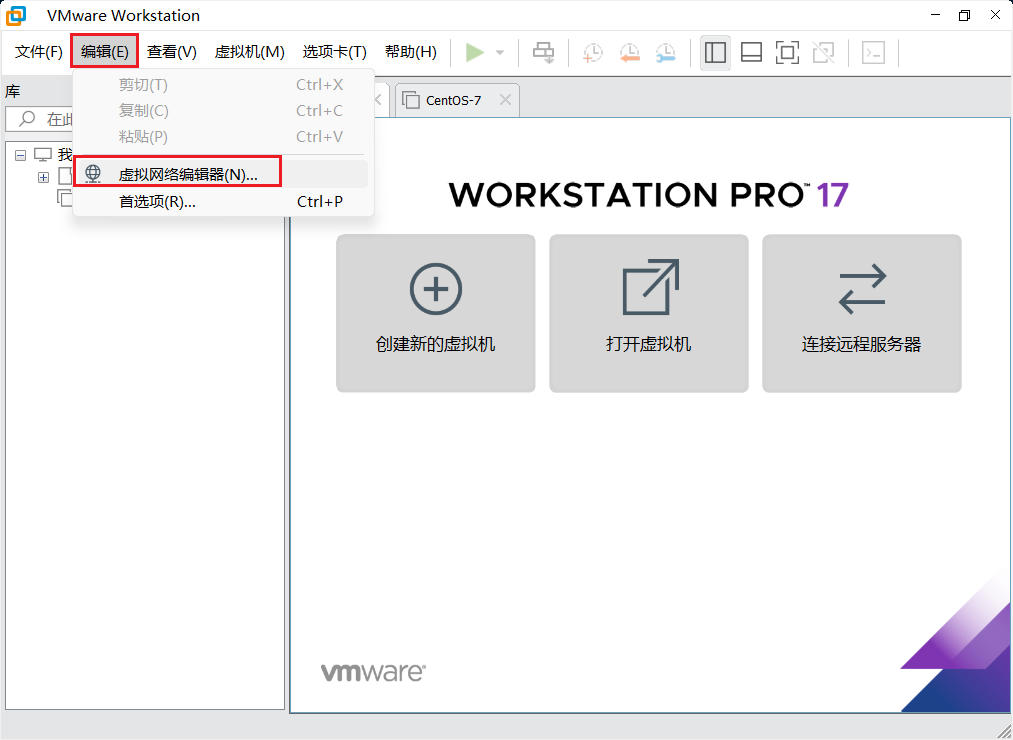 VMware Workstation
文件(F) 编辑(E) 查看(V) 虚拟机(M) 选项卡(T) 帮助(H)
库
剪切(T) Ctrl+X
CentOS-7
在此
复制(C) Ctrl+C
粘贴(P) Ctrl+V
我
虚拟网络编辑器(N)...
首选项(R)... Ctrl+P
WORKSTATION PRO™ 17
创建新的虚拟机
打开虚拟机
连接远程服务器
vmware®